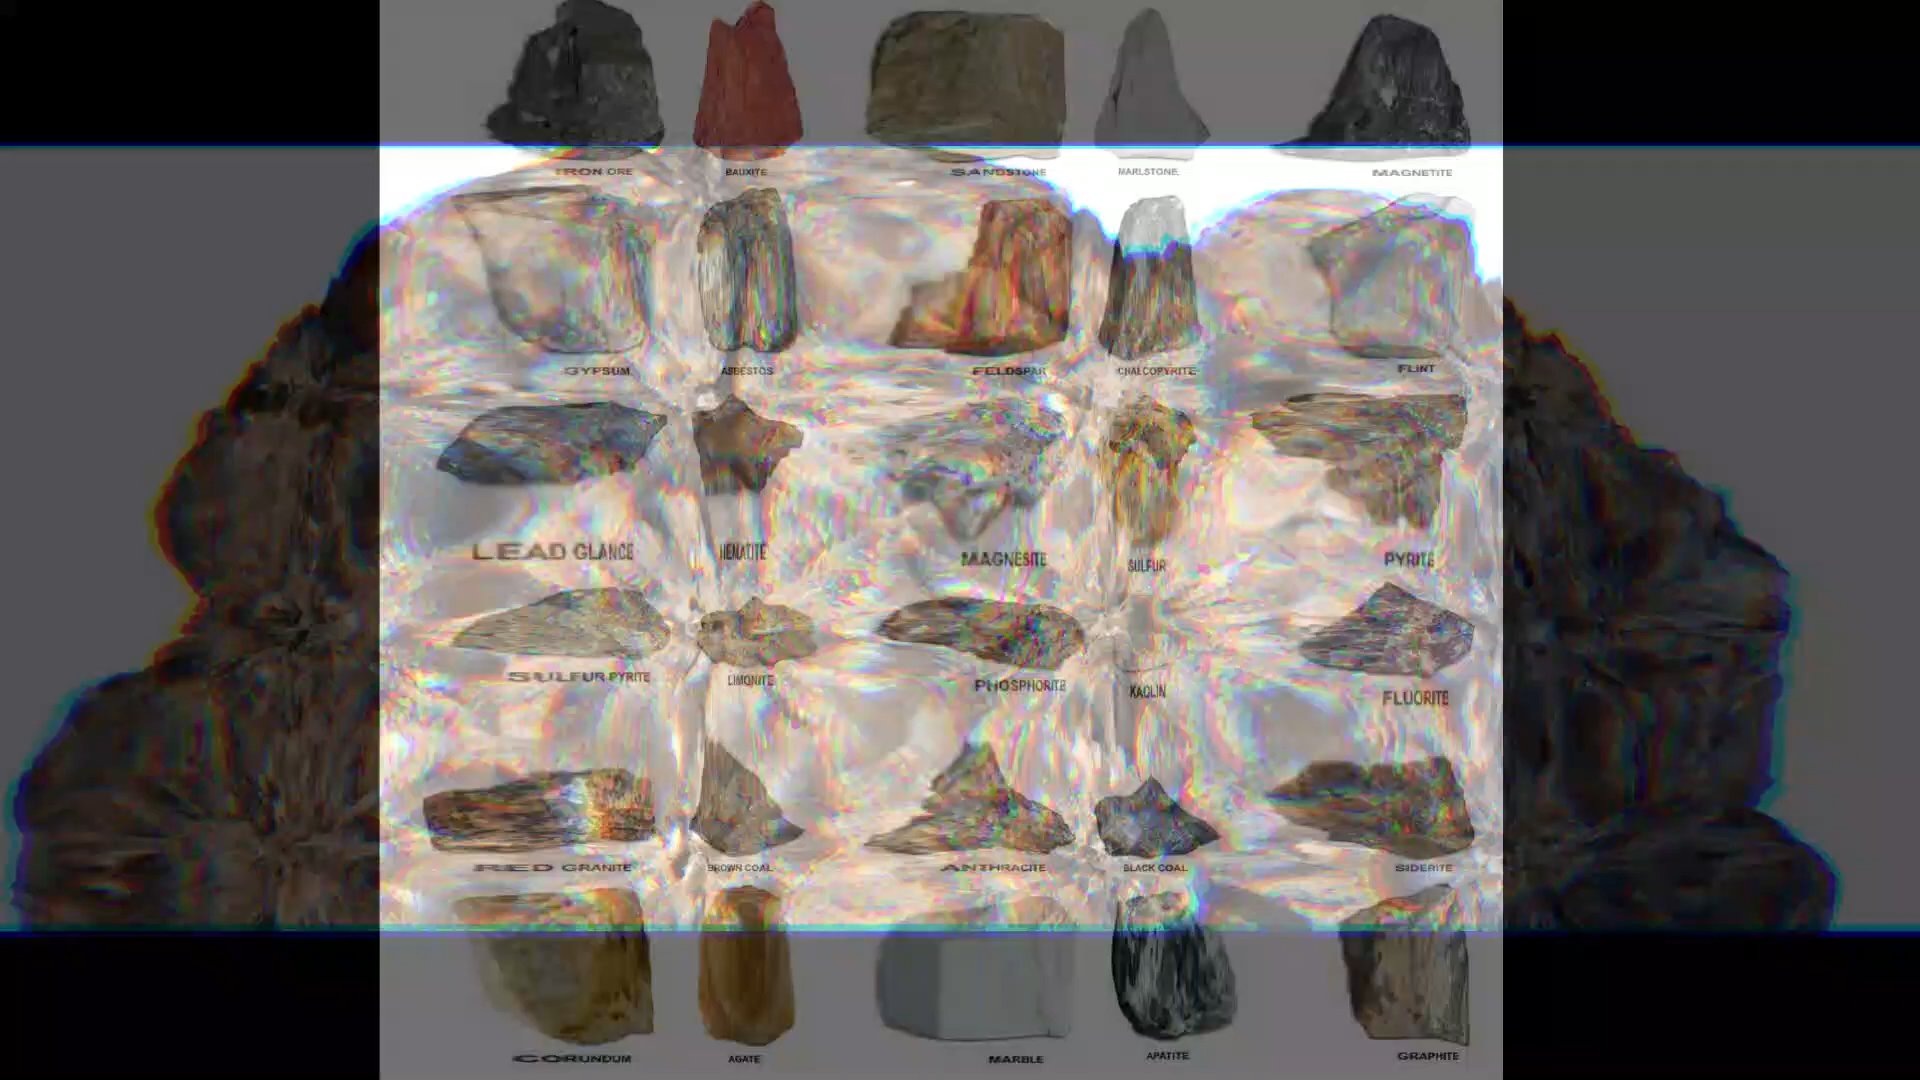 IRON ORE BAUXITE SANDSTONE MARLSTONE MAGNETITE
GYPSUM ASBESTOS FELDSPAR CHALCOPYRITE FLINT
LEAD GLANCE HEMATITE MAGNESITE SULFUR PYRITE
SULFUR PYRITE LIMONITE PHOSPHORITE KAOLIN FLUORITE
RED GRANITE BROWN COAL ANTHRACITE BLACK COAL SIDERITE
CORUNDUM AGATE MARBLE APATITE GRAPHITE